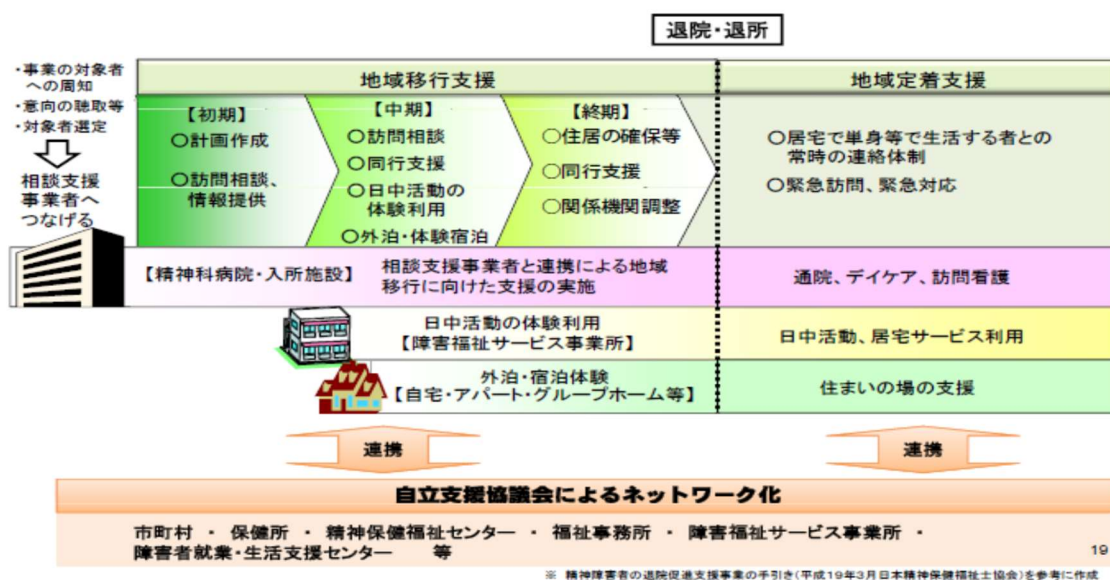 退院・退所
・事業の対象者
への周知
・意向の聴取等
・対象者選定
相談支援
事業者へ
つなげる
地域移行支援
地域定着支援
【初期】
○計画作成
○訪問相談、
情報提供
【中期】
○訪問相談
○同行支援
○日中活動の
体験利用
○外泊・体験宿泊
【終期】
○住居の確保等
○同行支援
○関係機関調整
○居宅で単身等で生活する者との
常時の連絡体制
○緊急訪問、緊急対応
【精神科病院・入所施設】
相談支援事業者と連携による地域
移行に向けた支援の実施
通院、デイケア、訪問看護
日中活動の体験利用
【障害福祉サービス事業所】
日中活動、居宅サービス利用
外泊・宿泊体験
【自宅・アパート・グループホーム等】
住まいの場の支援
連携
連携
自立支援協議会によるネットワーク化
市町村 ・ 保健所 ・ 精神保健福祉センター ・ 福祉事務所 ・ 障害福祉サービス事業所 ・
障害者就業・生活支援センター 等
19
※ 精神障害者の退院促進支援事業の手引き(平成19年3月日本精神保健福祉士協会)を参考に作成